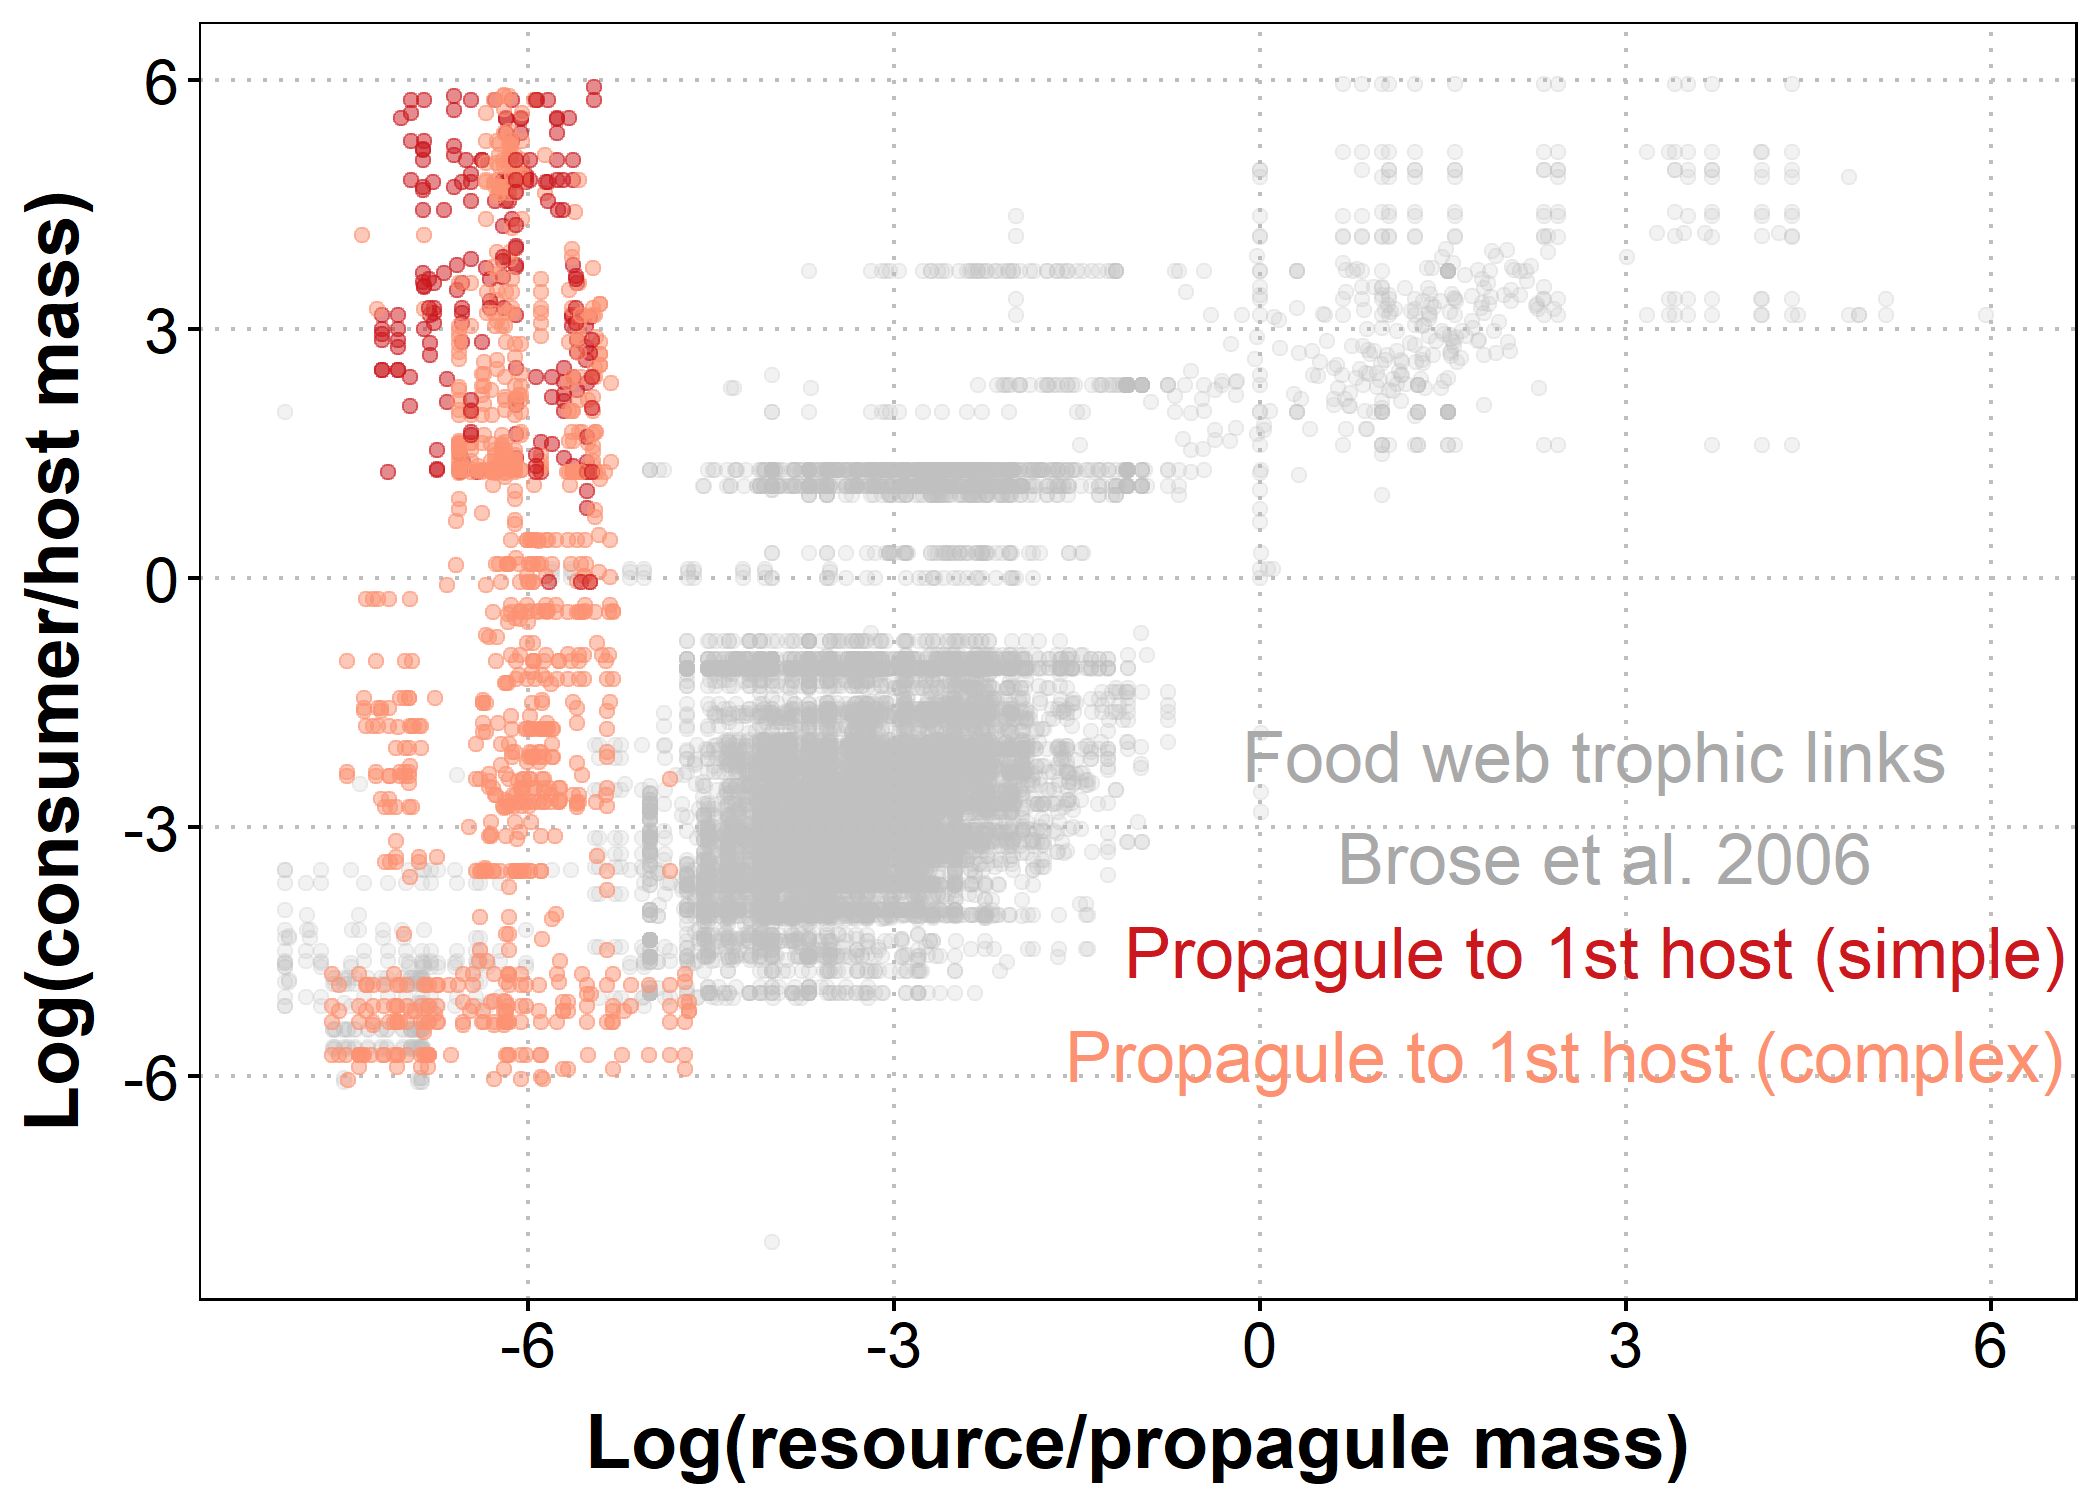 Log(consumer/host mass)
6
3
0
-3
-6
Food web trophic links
Brose et al. 2006
Propagule to 1st host (simple)
Propagule to 1st host (complex)
-6 -3 0 3 6
Log(resource/propagule mass)